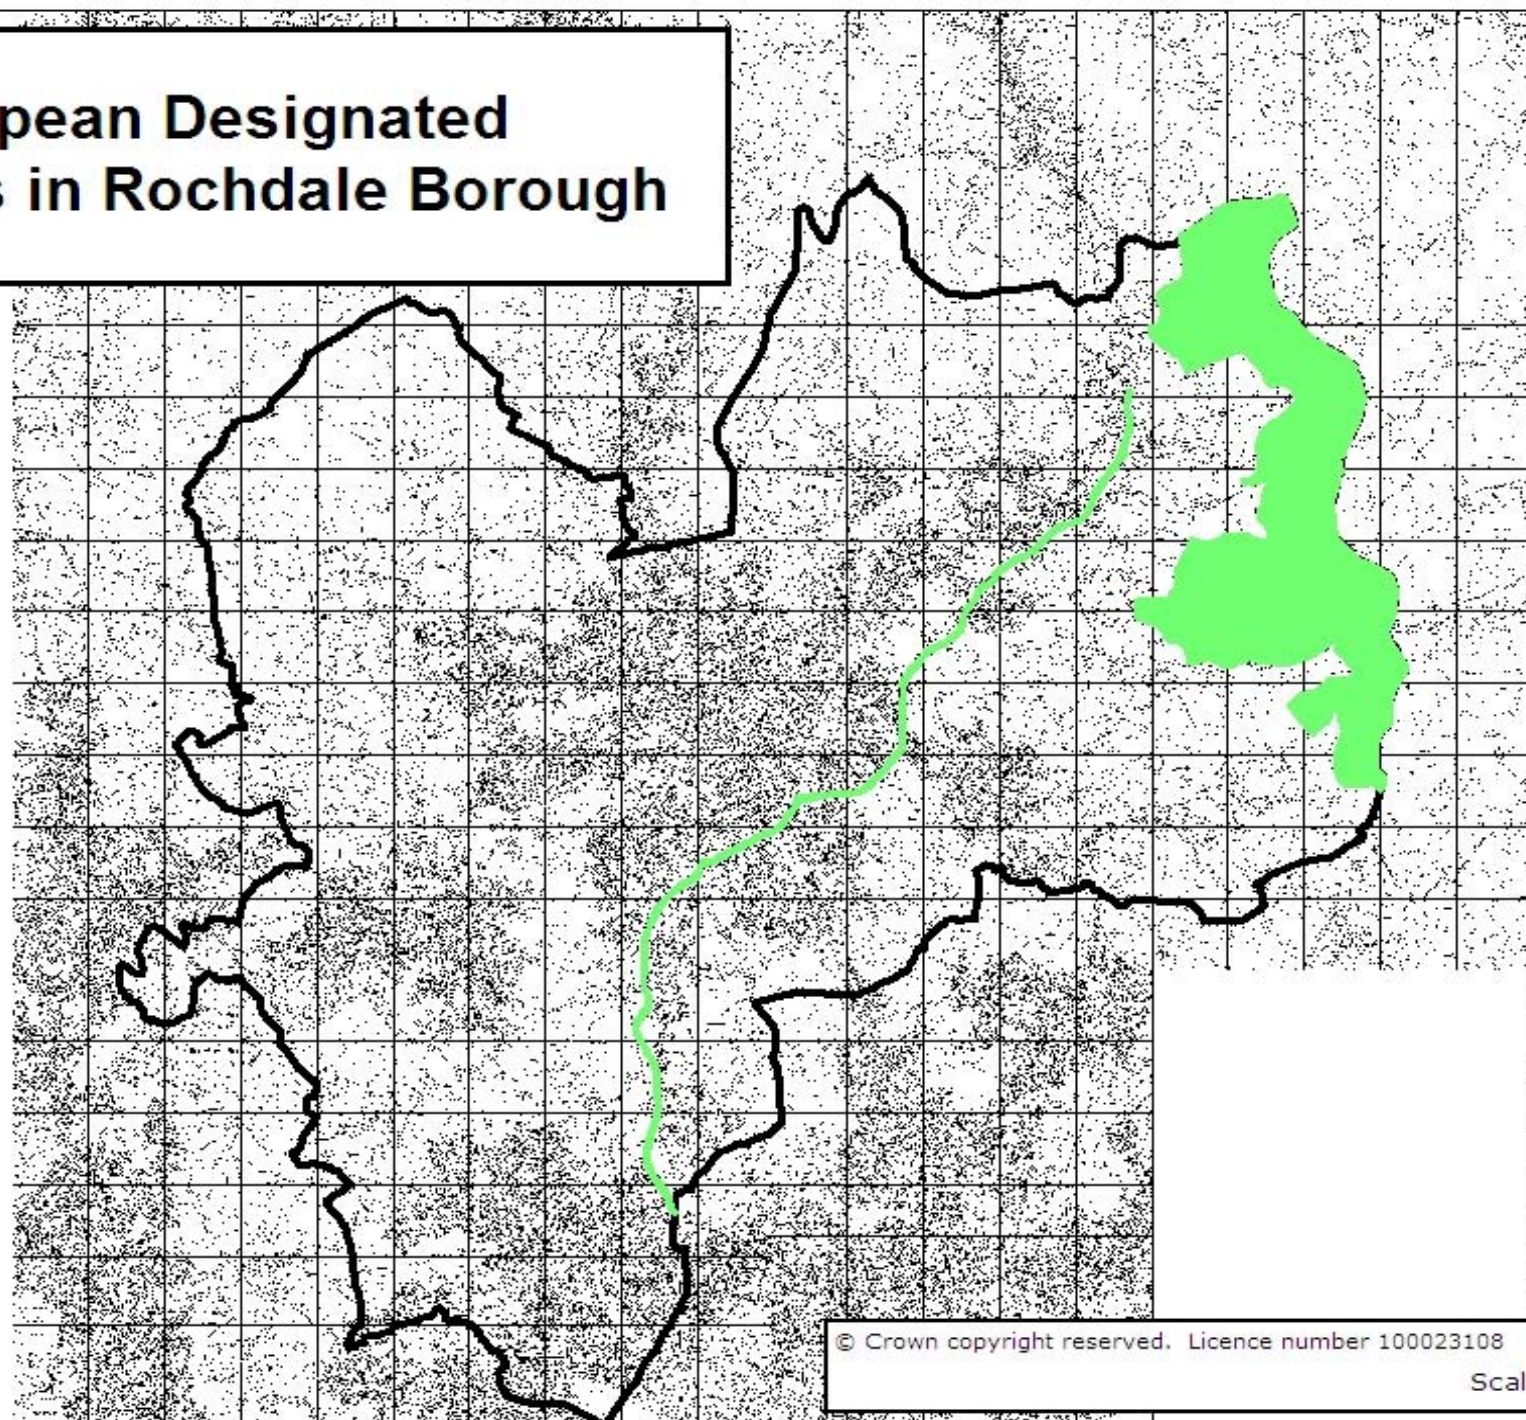 pean Designated
s in Rochdale Borough
© Crown copyright reserved. Licence number 100023108
Scal